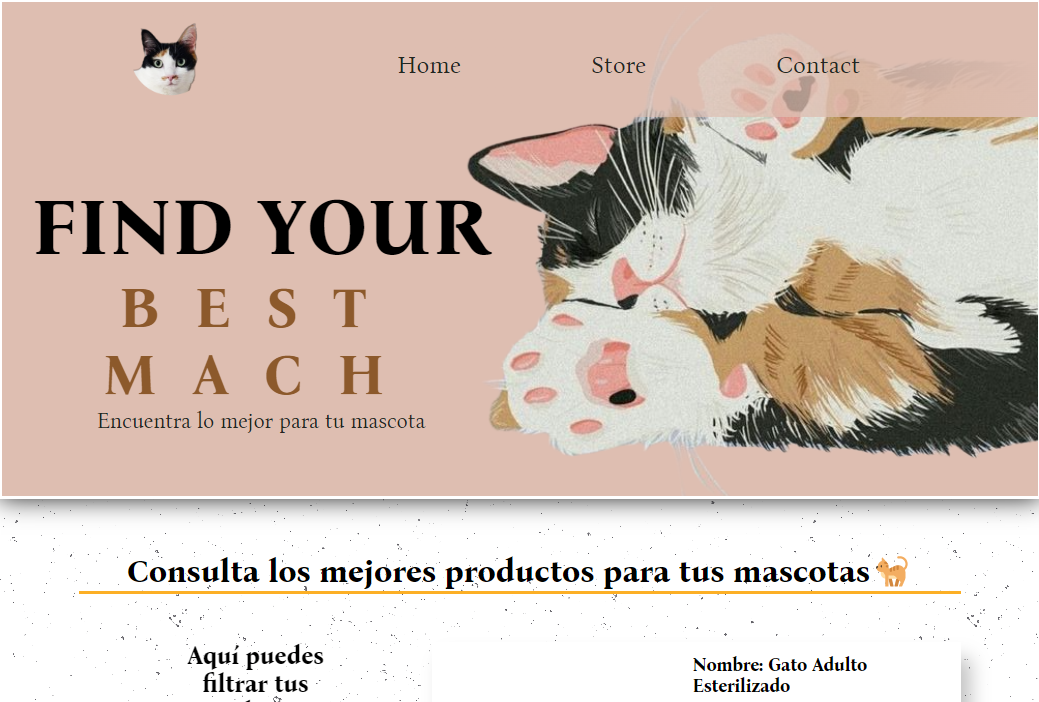 Home Store Contact
FIND YOUR
BEST
MACH
Encuentra lo mejor para tu mascota
Consulta los mejores productos para tus mascotas🐈
Aquí puedes
filtrar tus
Nombre: Gato Adulto
Esterilizado